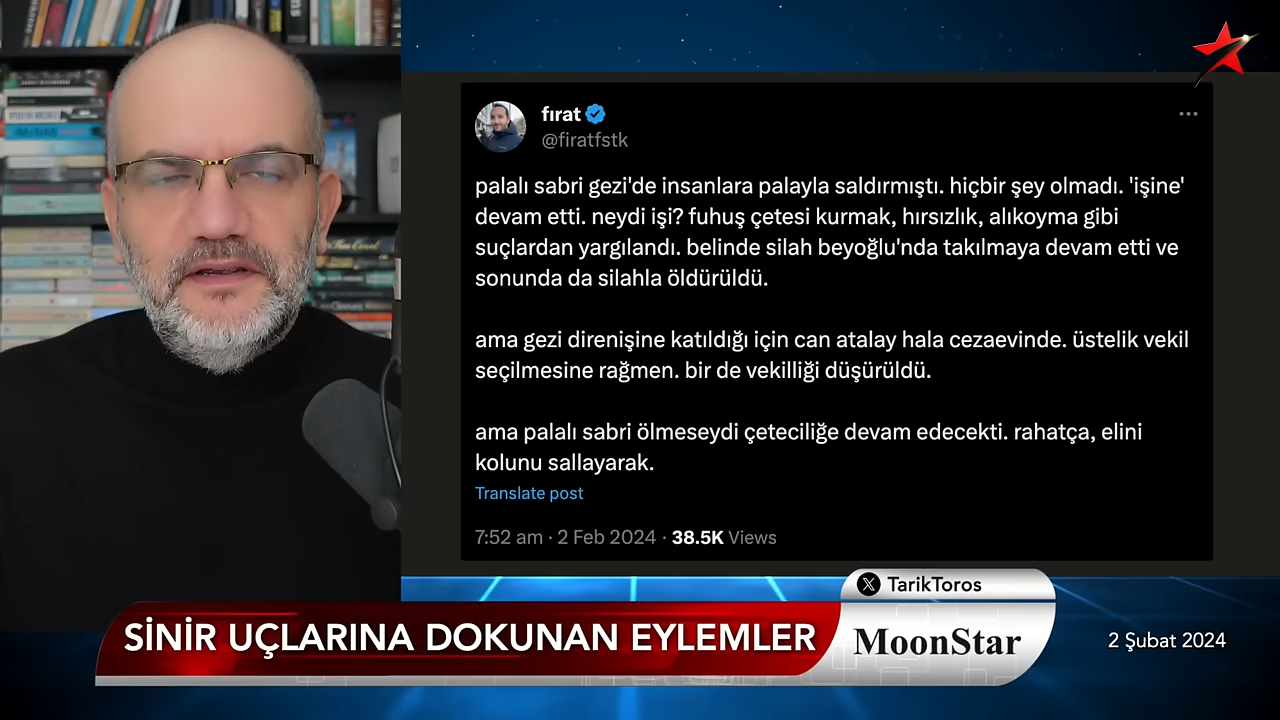 fırat
@firatfstk
palalı sabri gezi'de insanlara palayla saldırmıştı. hiçbir şey olmadı. 'işine'
devam etti. neydi işi? fuhuş çetesi kurmak, hırsızlık, alıkoyma gibi
suçlardan yargılandı. belinde silah beyoğlu'nda takılmaya devam etti ve
sonunda da silahla öldürüldü.
ama gezi direnişine katıldığı için can atalay hala cezaevinde. üstelik vekil
seçilmesine rağmen. bir de vekilliği düşürüldü.
ama palalı sabri ölmeseydi çeteciliğe devam edecekti. rahatça, elini
kolunu sallayarak.
Translate post
7:52 am · 2 Feb 2024 · 38.5K Views
TarikToros
SİNİR UÇLARINA DOKUNAN EYLEMLER
MoonStar
2 Şubat 2024